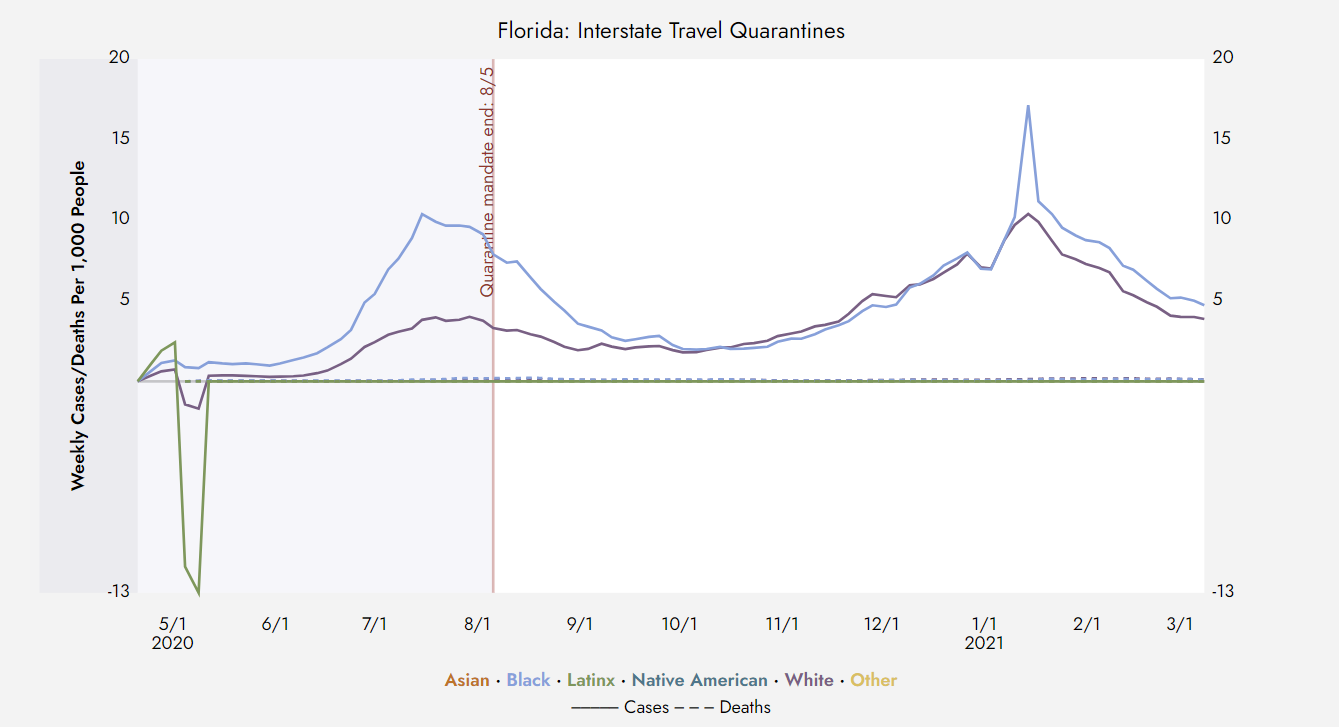 Florida: Interstate Travel Quarantines
20
20
Quarantine mandate end: 8/5
15
15
Weekly Cases/Deaths Per 1,000 People
10
10
5
5
-13
-13
5/1 6/1 7/1 8/1 9/1 10/1 11/1 12/1 1/1 2/1 3/1
2020 2021
Asian · Black · Latinx · Native American · White · Other
Cases Deaths